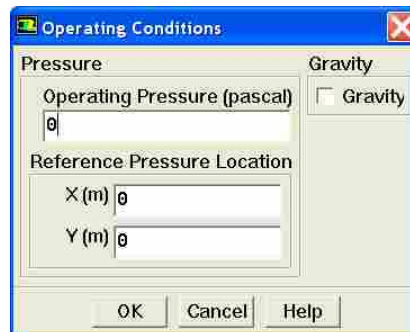 Operating Conditions
Pressure
Gravity
Operating Pressure (pascal)
Gravity
0
Reference Pressure Location
X (m) 0
Y (m) 0
OK Cancel Help